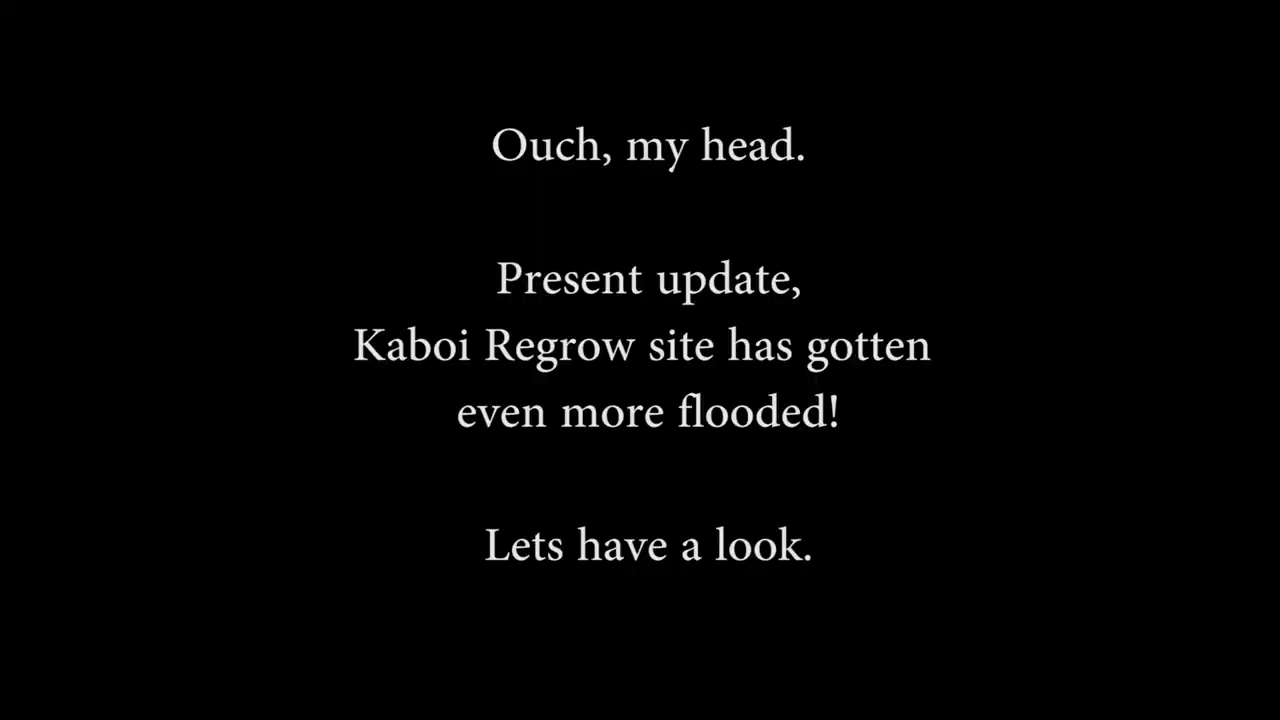 Ouch, my head.
Present update,
Kaboi Regrow site has gotten
even more flooded!
Lets have a look.